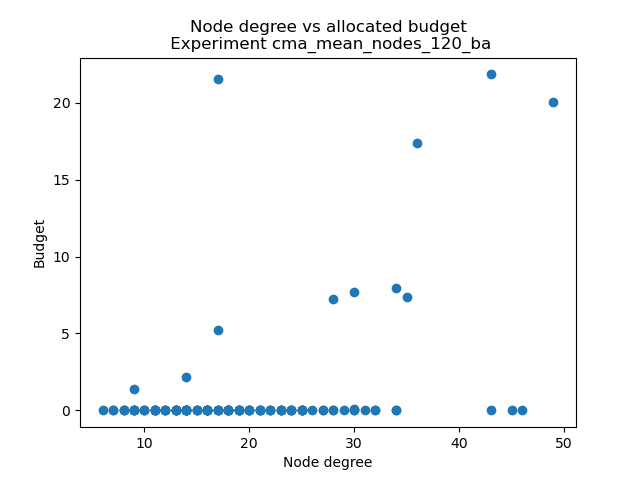 Node degree vs allocated budget
Experiment cma_mean_nodes_120_ba
20
15
10
5
0
Budget
10 20 30 40 50
Node degree